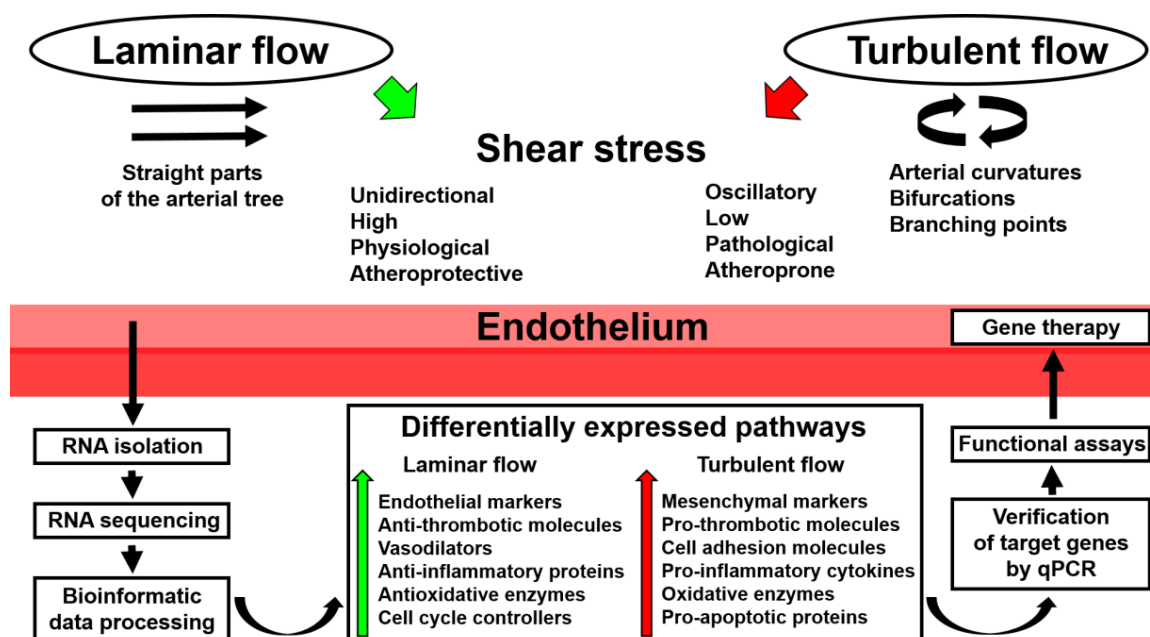 Laminar flow
Turbulent flow
Straight parts
of the arterial tree
Shear stress
Unidirectional
High
Physiological
Atheroprotective
Oscillatory
Low
Pathological
Atheroprone
Arterial curvatures
Bifurcations
Branching points
Endothelium
Gene therapy
RNA isolation
RNA sequencing
Bioinformatic
data processing
Differentially expressed pathways
Laminar flow
Endothelial markers
Anti-thrombotic molecules
Vasodilators
Anti-inflammatory proteins
Antioxidative enzymes
Cell cycle controllers
Turbulent flow
Mesenchymal markers
Pro-thrombotic molecules
Cell adhesion molecules
Pro-inflammatory cytokines
Oxidative enzymes
Pro-apoptotic proteins
Functional assays
Verification
of target genes
by qPCR